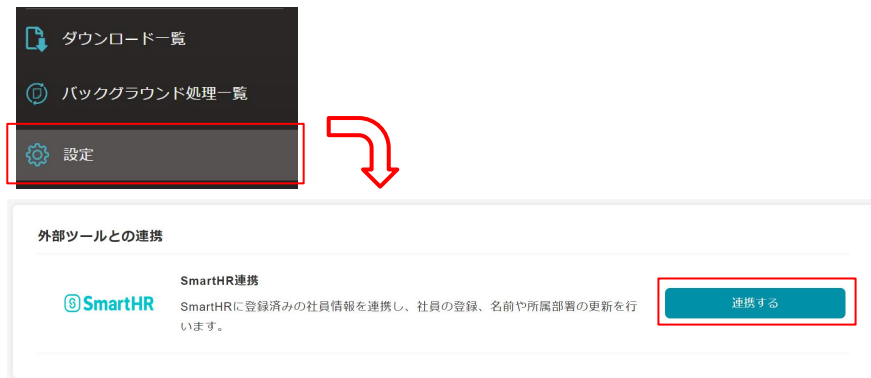 ダウンロード一覧
バックグラウンド処理一覧
設定
外部ツールとの連携
SmartHR連携
SmartHR
SmartHRに登録済みの社員情報を連携し、社員の登録、名前や所属部署の更新を行
います。
連携する